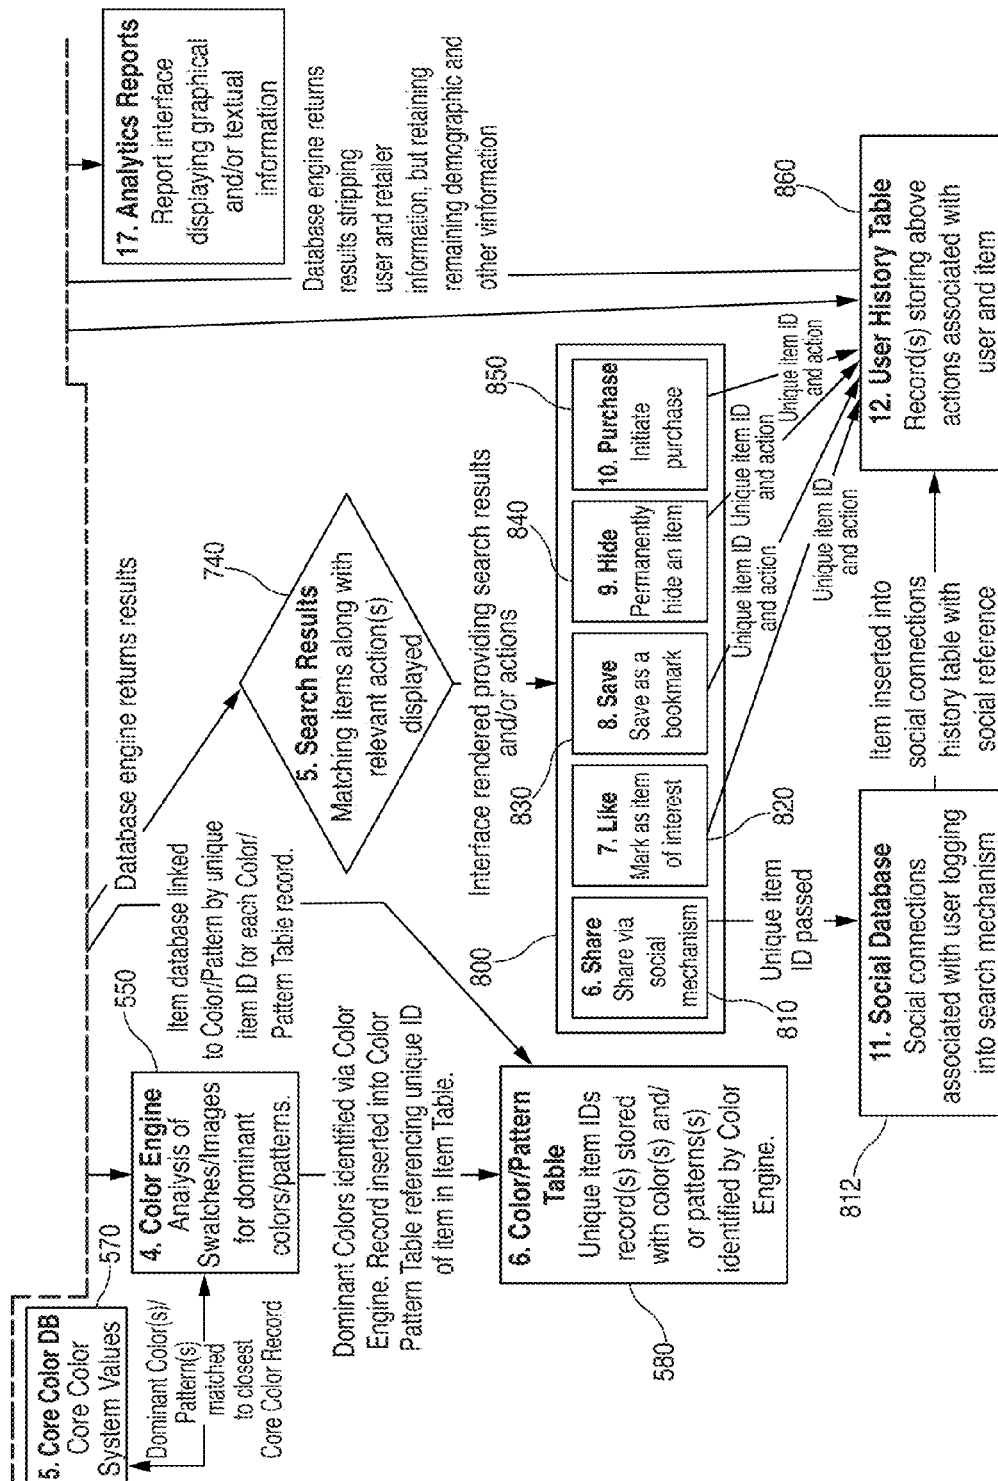 5. Core Color DB
Core Color
System Values
570
Dominant Color(s)/
Pattern(s)
matched
to closest
Core Color Record
4. Color Engine
Analysis of
Swatches/Images
for dominant
colors/patterns.
550
Dominant Colors identified via Color
Engine. Record inserted into Color
Pattern Table referencing unique ID
of item in Item Table.
6. Color/Pattern
Table
Unique item IDs
record(s) stored
with color(s) and/
or patterns(s)
identified by Color
Engine.
580
Item database linked
to Color/Pattern by unique
item ID for each Color/
Pattern Table record.
Database engine returns results
740
5. Search Results
Matching items along with
relevant action(s)
displayed
Interface rendered providing search results
and/or actions
800
6. Share
Share via
social
mechanism
810
7. Like
Mark as item
of interest
820
8. Save
Save as a
bookmark
830
9. Hide
Permanently
hide an item
840
10. Purchase
Initiate
purchase
850
Unique item
ID passed
Unique item ID
and action
Unique item ID
and action
Unique item ID
and action
Unique item ID
and action
11. Social Database
Social connections
associated with user logging
into search mechanism
812
Item inserted into
social connections
history table with
social reference
12. User History Table
Record(s) storing above
actions associated with
user and item
860
Database engine returns
results stripping
user and retailer
information, but retaining
remaining demographic and
other vinformation
17. Analytics Reports
Report interface
displaying graphical
and/or textual
information